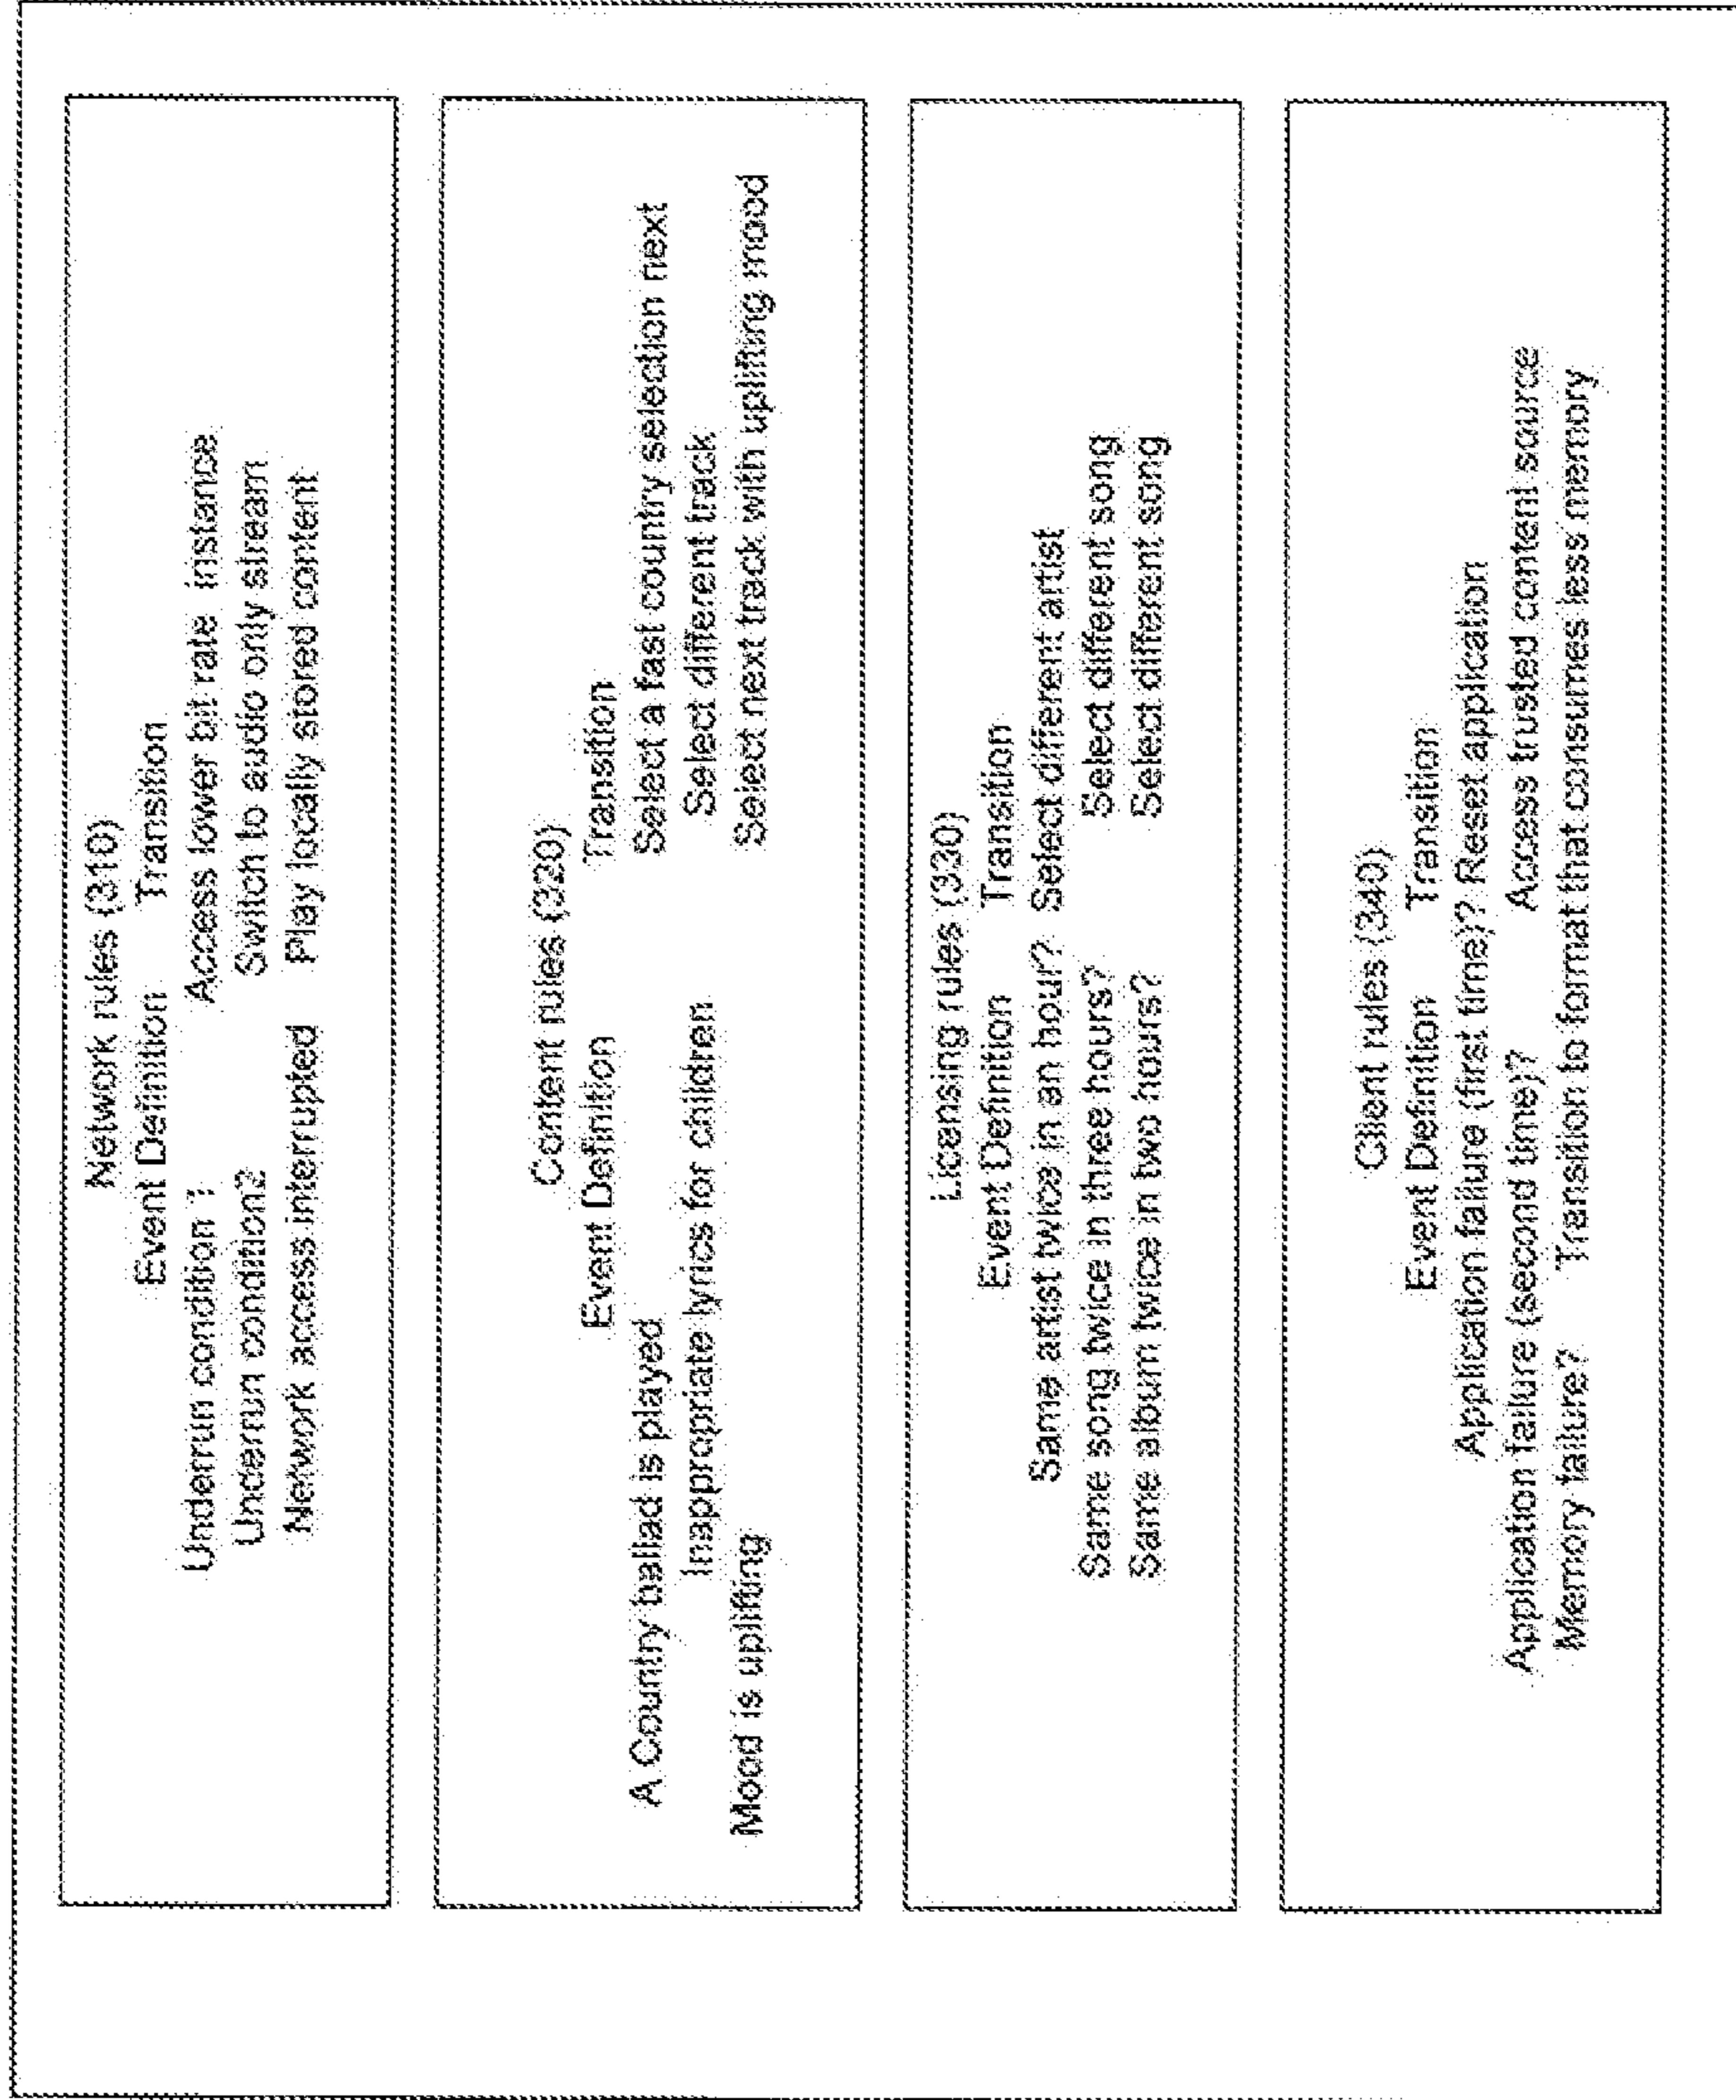 Network rules (310)
Event Definition Transition
Underrun condition 1 Access lower bit rate instance
Underrun condition2 Switch to audio only stream
Network access interrupted Play locally stored content
Content rules (320)
Event Definition Transition
A Country ballad is played Select a fast country selection next
Inappropriate lyrics for children Select different track
Mood is uplifting Select next track with uplifting mood
Licensing rules (330)
Event Definition Transition
Same artist twice in an hour? Select different artist
Same song twice in three hours? Select different song
Same album twice in two hours? Select different song
Client rules (340)
Event Definition Transition
Application failure (first time)? Reset application
Application failure (second time)? Access trusted content source
Memory failure? Transition to format that consumes less memory